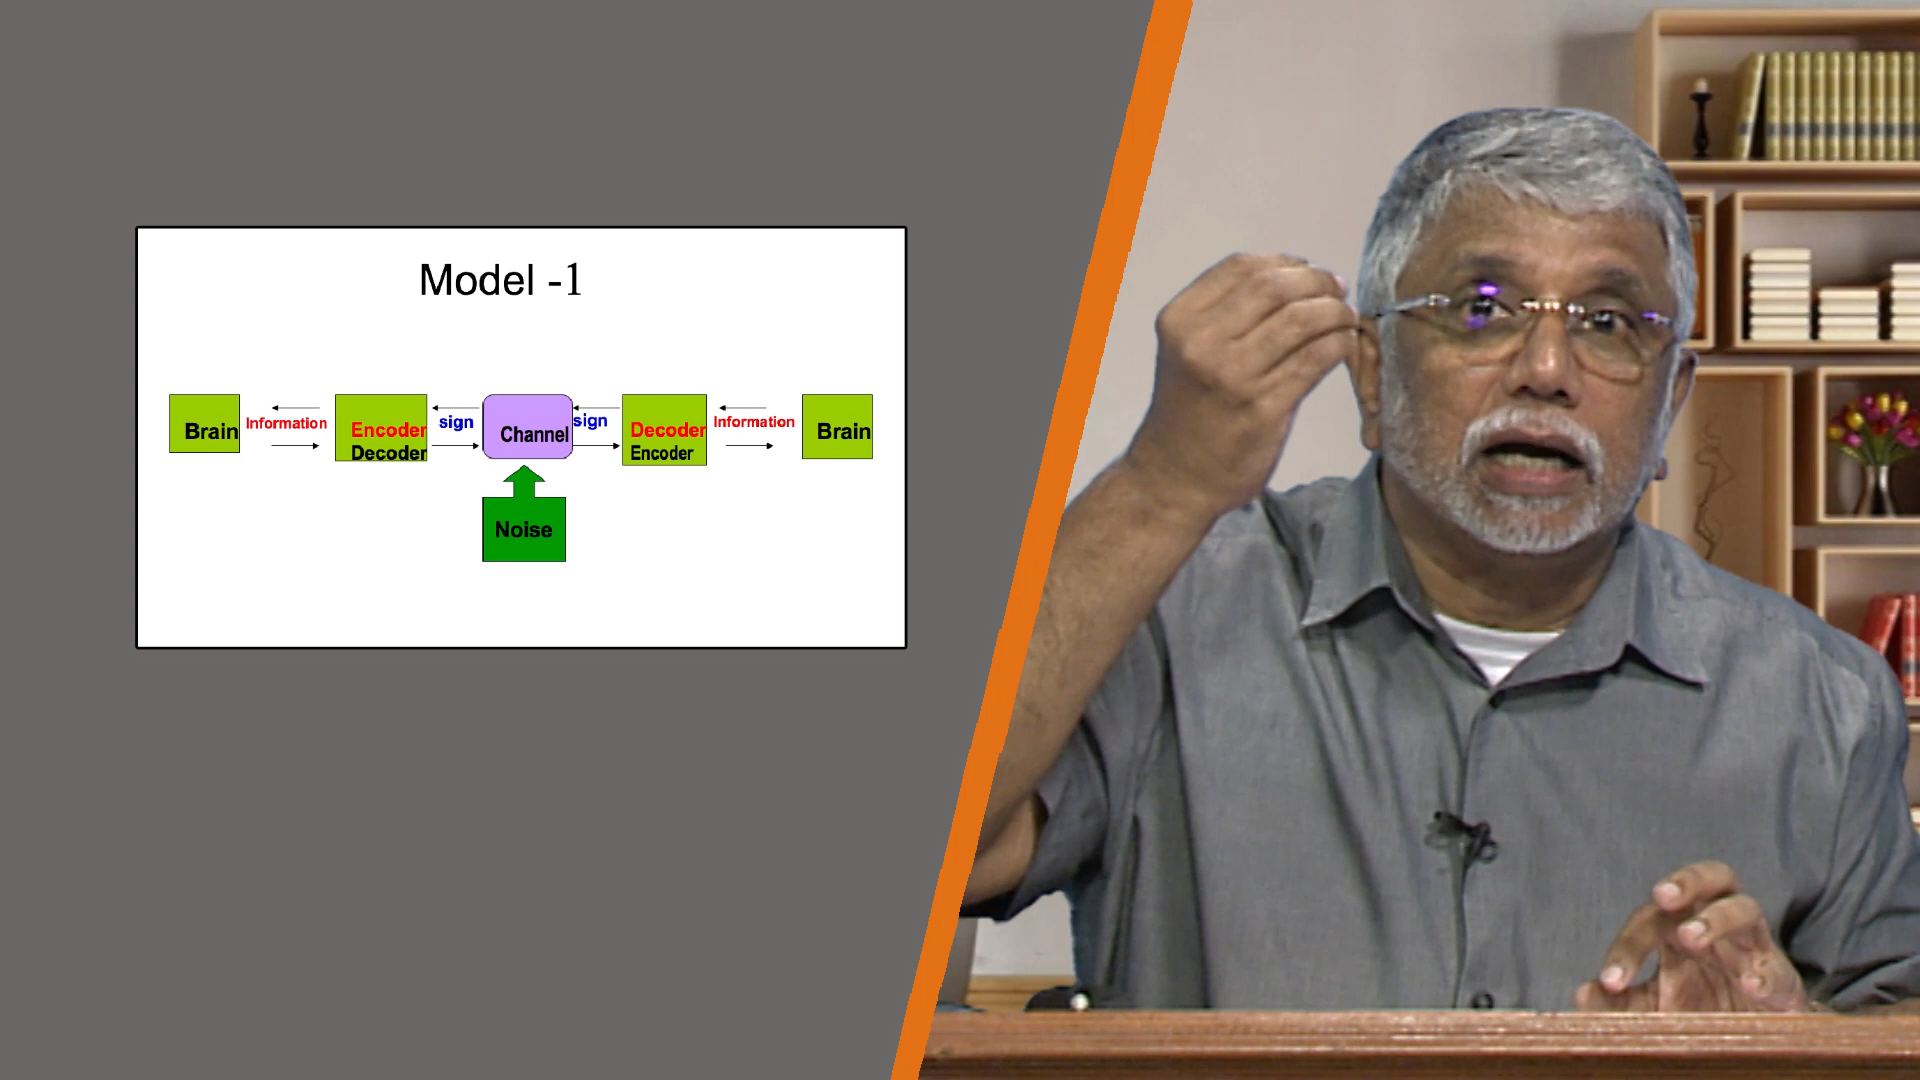 Model -1
Brain
Information
Encoder
Decoder
sign
Channel
sign
Decoder
Encoder
Information
Brain
Noise